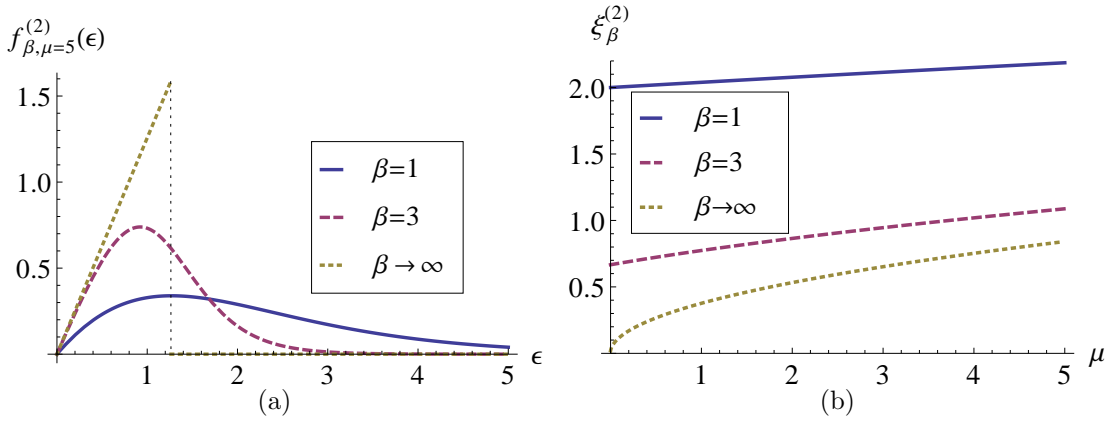 f^{(2)}_{β,μ=5}(ϵ)
1.5
1.0
0.5
1 2 3 4 5 ϵ
β=1
β=3
β→∞
(a)
ξ^{(2)}_β
2.0
1.5
1.0
0.5
0
1 2 3 4 5 μ
β=1
β=3
β→∞
(b)